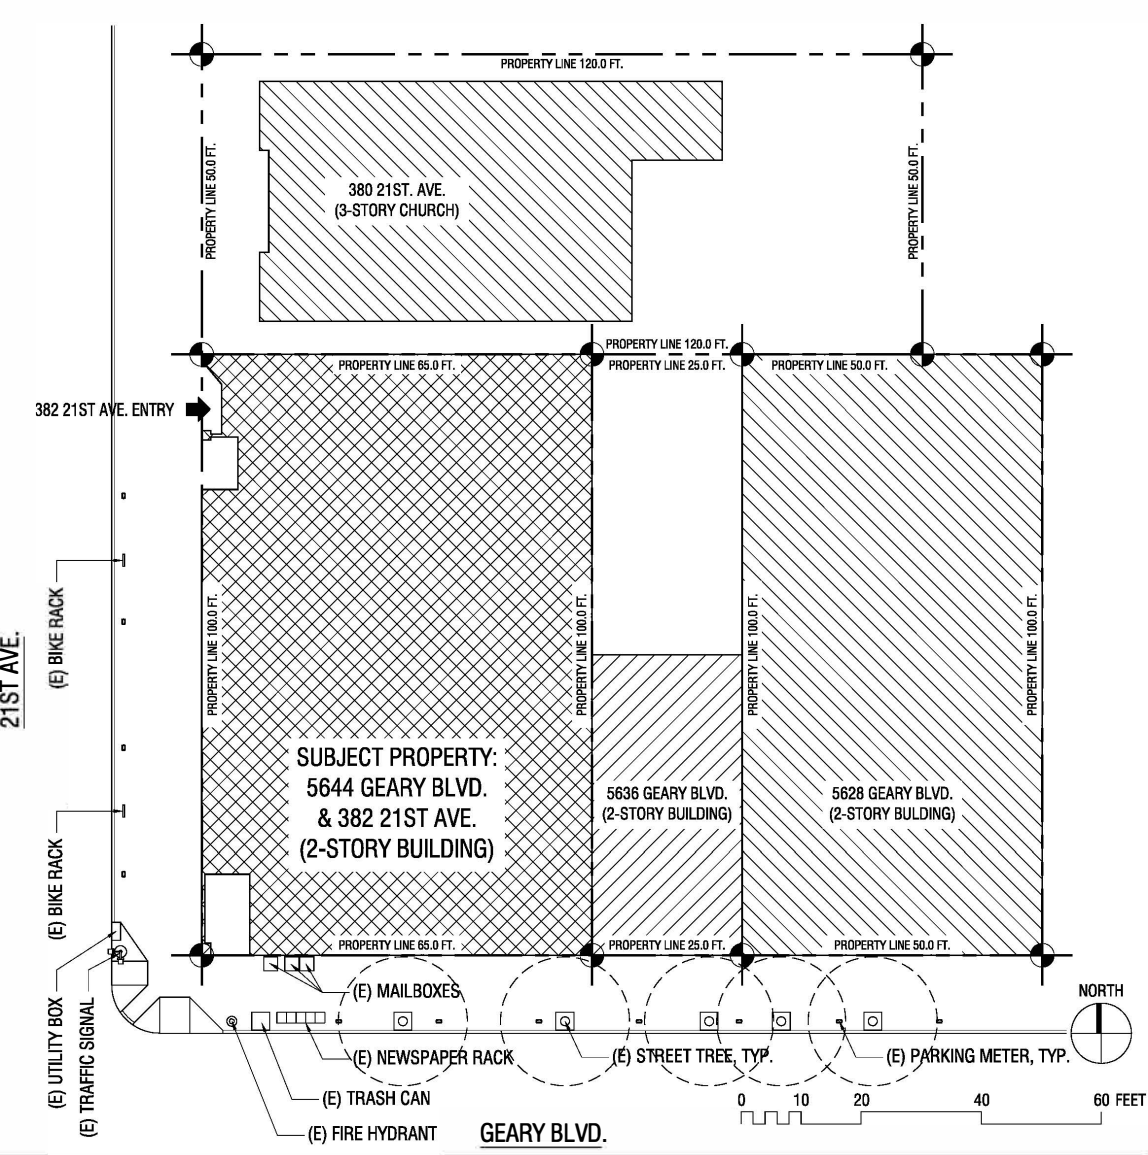 PROPERTY LINE 120.0 FT.
PROPERTY LINE 50.0 FT.
PROPERTY LINE 50.0 FT.
380 21ST. AVE.
(3-STORY CHURCH)
PROPERTY LINE 120.0 FT.
PROPERTY LINE 65.0 FT.
PROPERTY LINE 25.0 FT.
PROPERTY LINE 50.0 FT.
382 21ST AVE. ENTRY
21ST AVE.
(E) BIKE RACK
PROPERTY LINE 100.0 FT.
PROPERTY LINE 100.0 FT.
PROPERTY LINE 100.0 FT.
PROPERTY LINE 100.0 FT.
SUBJECT PROPERTY:
5644 GEARY BLVD.
& 382 21ST AVE.
(2-STORY BUILDING)
5636 GEARY BLVD.
(2-STORY BUILDING)
5628 GEARY BLVD.
(2-STORY BULDING)
(E) BIKE RACK
PROPERTY LINE 65.0 FT.
PROPERTY LINE 25.0 FT.
PROPERTY LINE 50.0 FT.
(E) UTILITY BOX
(E) TRAFFIC SIGNAL
(E) MAILBOXES
(E) NEWSPAPER RACK
(E) STREET TREE, TYP.
(E) PARKING METER, TYP.
NORTH
(E) TRASH CAN
(E) FIRE HYDRANT
0 10 20 40 60 FEET
GEARY BLVD.